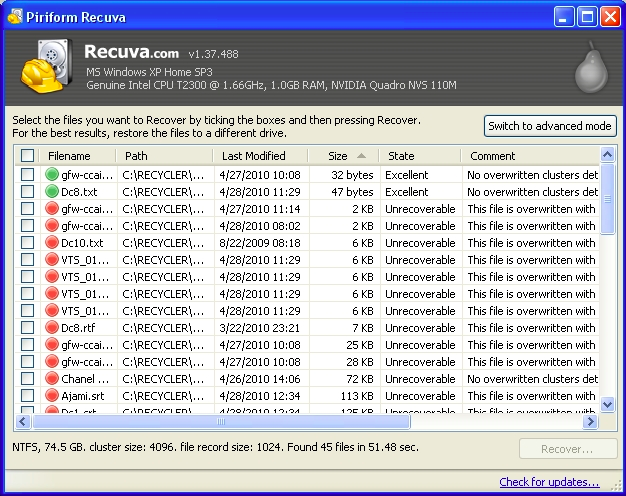 Piriform Recuva
Recuva.com v1.37.488
MS Windows XP Home SP3
Genuine Intel CPU T2300 @ 1.66GHz, 1.0GB RAM, NVIDIA Quadro NVS 110M
Select the files you want to Recover by ticking the boxes and then pressing Recover.
For the best results, restore the files to a different drive.
Switch to advanced mode
Filename Path Last Modified Size State Comment
gfw-ccai... C:\RECYCLER\... 4/27/2010 10:08 32 bytes Excellent No overwritten clusters det
Dc8.txt C:\RECYCLER\... 4/28/2010 11:29 47 bytes Excellent No overwritten clusters det
gfw-ccai... C:\RECYCLER\... 4/27/2010 11:14 2 KB Unrecoverable This file is overwritten with
gfw-ccai... C:\RECYCLER\... 4/28/2010 08:02 2 KB Unrecoverable This file is overwritten with
Dc10.txt C:\RECYCLER\... 8/22/2009 08:18 6 KB Unrecoverable This file is overwritten with
VTS_01... C:\RECYCLER\... 4/28/2010 11:29 6 KB Unrecoverable This file is overwritten with
VTS_01... C:\RECYCLER\... 4/28/2010 11:29 6 KB Unrecoverable This file is overwritten with
VTS_01... C:\RECYCLER\... 4/28/2010 11:29 6 KB Unrecoverable This file is overwritten with
VTS_01... C:\RECYCLER\... 4/28/2010 11:29 6 KB Unrecoverable This file is overwritten with
Dc8.rtf C:\RECYCLER\... 3/22/2010 23:21 7 KB Unrecoverable This file is overwritten with
gfw-ccai... C:\RECYCLER\... 4/27/2010 10:08 25 KB Unrecoverable This file is overwritten with
gfw-ccai... C:\RECYCLER\... 4/27/2010 10:08 28 KB Unrecoverable This file is overwritten with
Chanel ... C:\RECYCLER\... 4/26/2010 14:06 72 KB Unrecoverable No overwritten clusters det
Ajami.srt C:\RECYCLER\... 4/28/2010 12:34 113 KB Unrecoverable This file is overwritten with
Dc1.srt C:\RECYCLER\... 4/28/2010 12:34 125 KB Unrecoverable This file is overwritten with
NTFS, 74.5 GB. cluster size: 4096. file record size: 1024. Found 45 files in 51.48 sec.
Recover...
Check for updates...